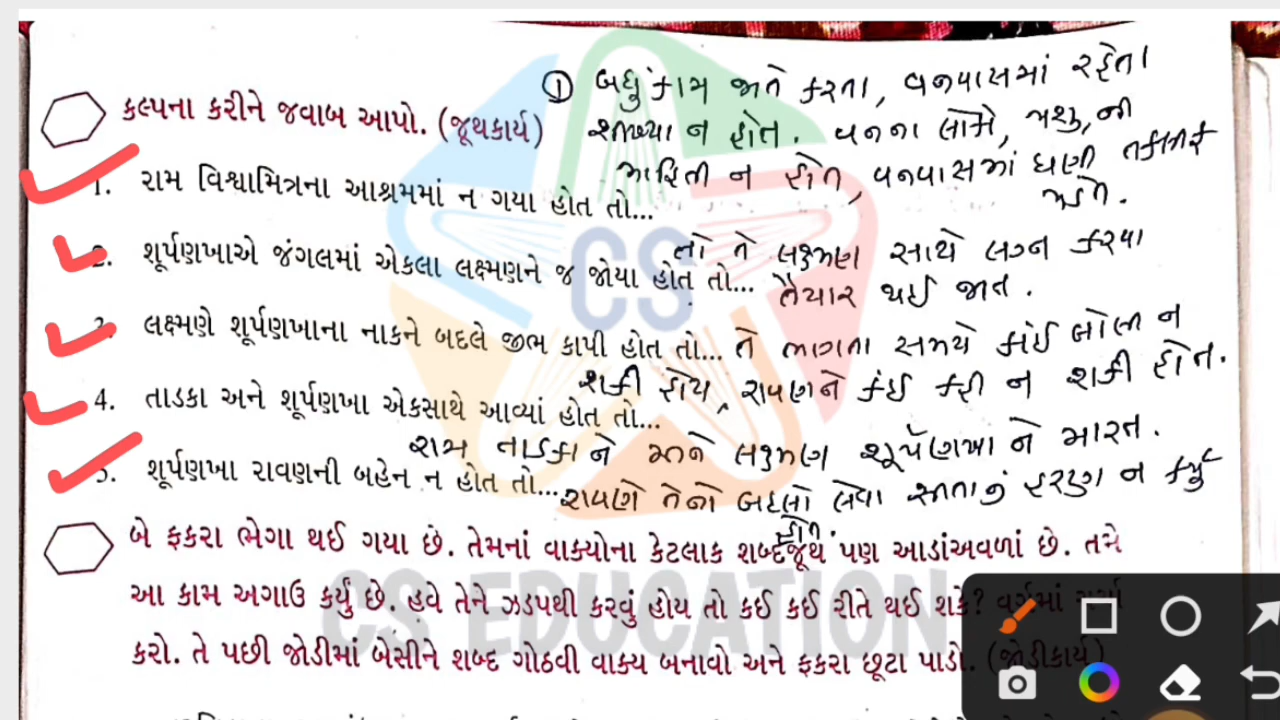 કલ્પના કરીને જવાબ આપો. (જૂથકાર્ય)
① બધું કામ જાતે કરતા, વનવાસમાં રહેતા
શીખ્યા ન હોત. વનના લોકો, પશુ, ની
માહિતી ન હોત, વનવાસમાં ઘણી તકલીફ
પડતે.
1. રામ વિશ્વામિત્રના આશ્રમમાં ન ગયા હોત તો...
2. શૂર્પણખાએ જંગલમાં એકલા લક્ષ્મણને જ જોયા હોત તો...
તો તે લક્ષ્મણ સાથે લગ્ન કરવા
તૈયાર થઈ જાત.
3. લક્ષ્મણે શૂર્પણખાના નાકને બદલે જીભ કાપી હોત તો...
તે ભાગતા સમયે કંઈ બોલી ન
શકી હોય, રાવણને કંઈ કહી ન શકી હોત.
4. તાડકા અને શૂર્પણખા એકસાથે આવ્યાં હોત તો...
રામ તાડકાને અને લક્ષ્મણ શૂર્પણખા ને મારત.
5. શૂર્પણખા રાવણની બહેન ન હોત તો...
રાવણે તેનો બદલો લેવા સીતાનું હરણ ન કર્યું
હોત.
બે ફકરા ભેગા થઈ ગયા છે. તેમનાં વાક્યોના કેટલાક શબ્દજૂથ પણ આડાંઅવળાં છે. તમે
આ કામ અગાઉ કર્યું છે. હવે તેને ઝડપથી કરવું હોય તો કઈ કઈ રીતે થઈ શકે? વર્ગમાં ચર્ચા
કરો. તે પછી જોડીમાં બેસીને શબ્દ ગોઠવી વાક્ય બનાવો અને ફકરા છૂટા પાડો. (જોડીકાર્ય)
CS
CS EDUCATION